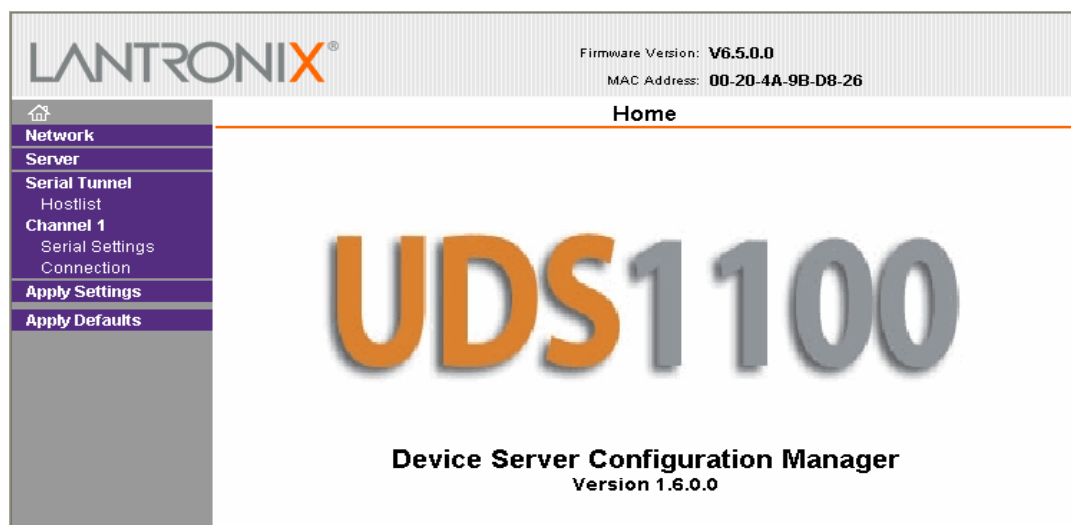 LANTRONIX®
Firmware Version: V6.5.0.0
MAC Address: 00-20-4A-9B-D8-26
Home
Network
Server
Serial Tunnel
Hostlist
Channel 1
Serial Settings
Connection
Apply Settings
Apply Defaults
UDS1100
Device Server Configuration Manager
Version 1.6.0.0